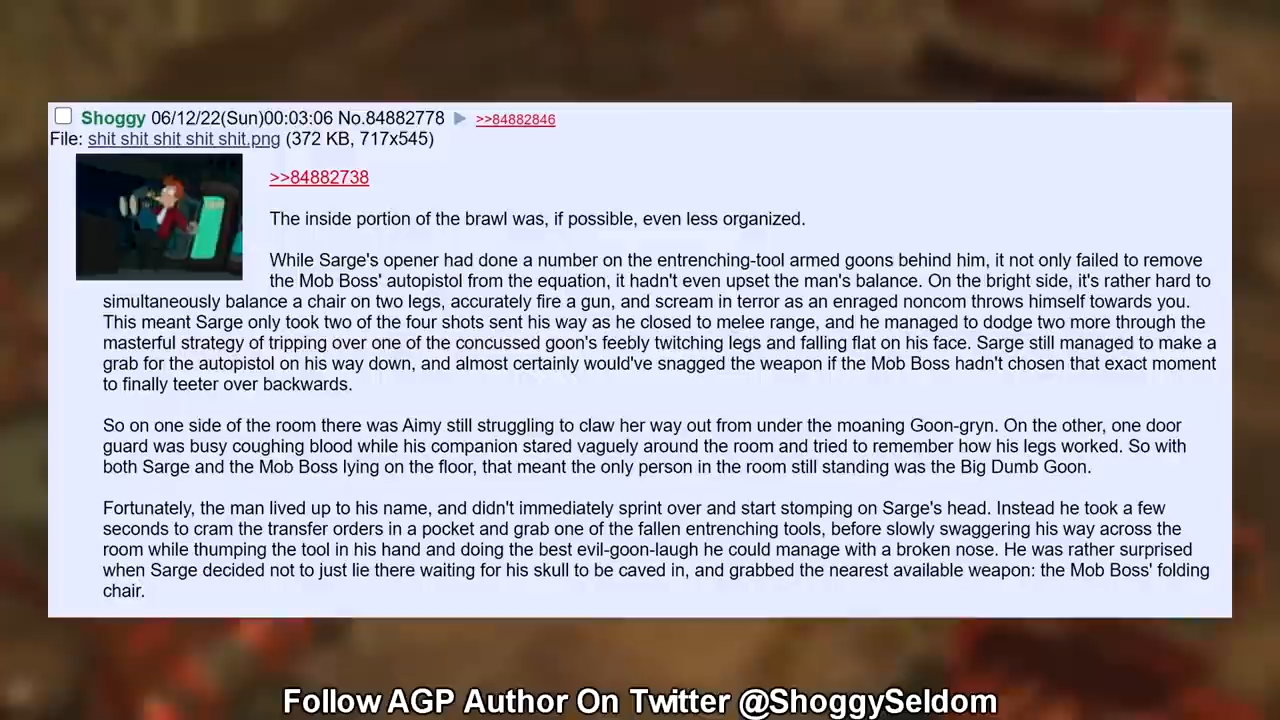 Shoggy 06/12/22(Sun)00:03:06 No.84882778 ▶ >>84882846
File: shit shit shit shit shit.png (372 KB, 717x545)
>>84882738
The inside portion of the brawl was, if possible, even less organized.
While Sarge's opener had done a number on the entrenching-tool armed goons behind him, it not only failed to remove
the Mob Boss' autopistol from the equation, it hadn't even upset the man's balance. On the bright side, it's rather hard to
simultaneously balance a chair on two legs, accurately fire a gun, and scream in terror as an enraged noncom throws himself towards you.
This meant Sarge only took two of the four shots sent his way as he closed to melee range, and he managed to dodge two more through the
masterful strategy of tripping over one of the concussed goon's feebly twitching legs and falling flat on his face. Sarge still managed to make a
grab for the autopistol on his way down, and almost certainly would've snagged the weapon if the Mob Boss hadn't chosen that exact moment
to finally teeter over backwards.
So on one side of the room there was Aimy still struggling to claw her way out from under the moaning Goon-gryn. On the other, one door
guard was busy coughing blood while his companion stared vaguely around the room and tried to remember how his legs worked. So with
both Sarge and the Mob Boss lying on the floor, that meant the only person in the room still standing was the Big Dumb Goon.
Fortunately, the man lived up to his name, and didn't immediately sprint over and start stomping on Sarge's head. Instead he took a few
seconds to cram the transfer orders in a pocket and grab one of the fallen entrenching tools, before slowly swaggering his way across the
room while thumping the tool in his hand and doing the best evil-goon-laugh he could manage with a broken nose. He was rather surprised
when Sarge decided not to just lie there waiting for his skull to be caved in, and grabbed the nearest available weapon: the Mob Boss' folding
chair.
Follow AGP Author On Twitter @ShoggySeldom